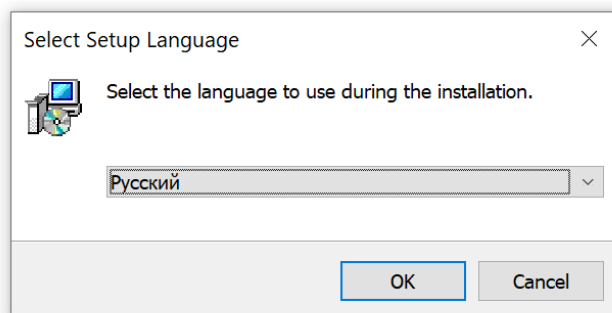 Select Setup Language
Select the language to use during the installation.
Русский
OK
Cancel